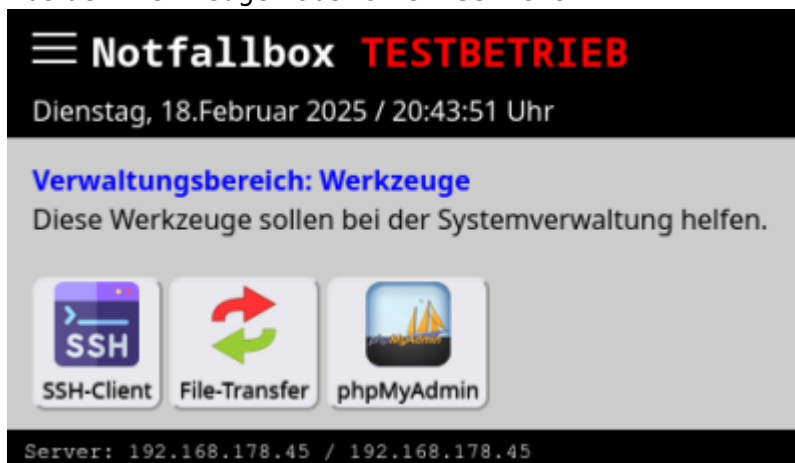 Notfallbox TESTBETRIEB
Dienstag, 18.Februar 2025 / 20:43:51 Uhr
Verwaltungsbereich: Werkzeuge
Diese Werkzeuge sollen bei der Systemverwaltung helfen.
SSH
phpMyAdmin
SSH-Client File-Transfer phpMyAdmin
Server: 192.168.178.45 / 192.168.178.45